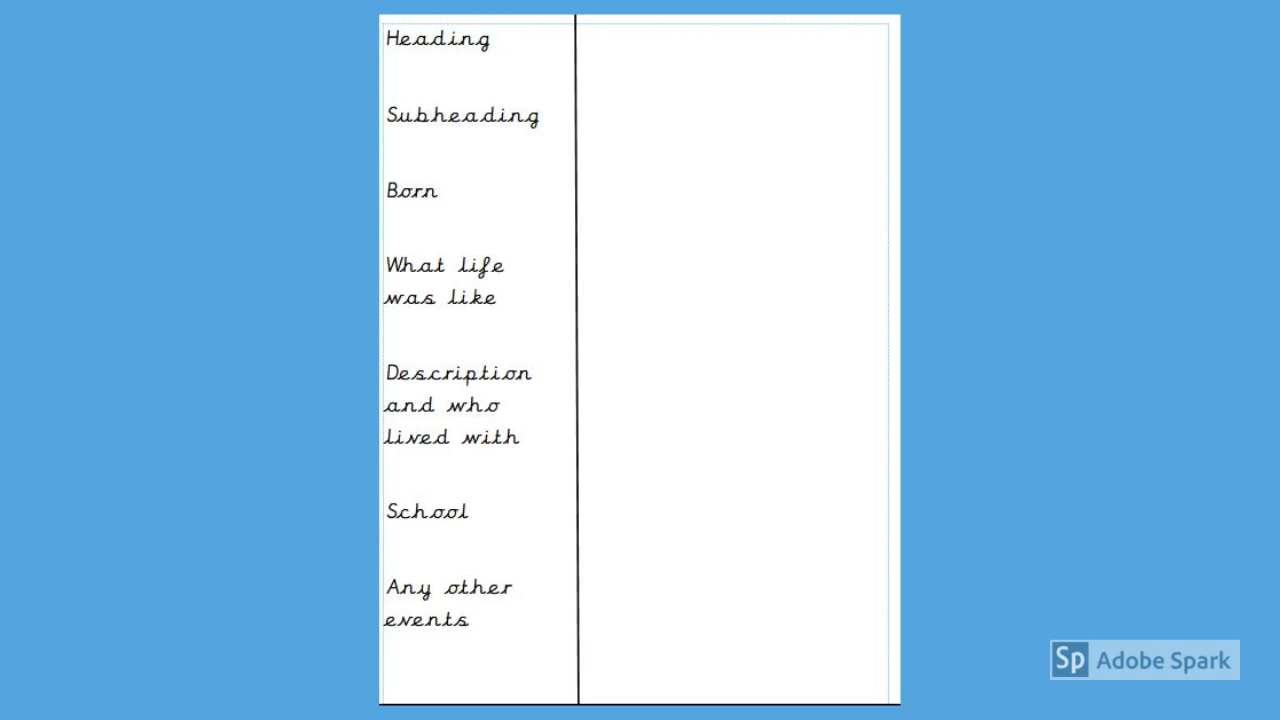 Heading
Subheading
Born
What life
was like
Description
and who
lived with
School
Any other
events
Sp Adobe Spark